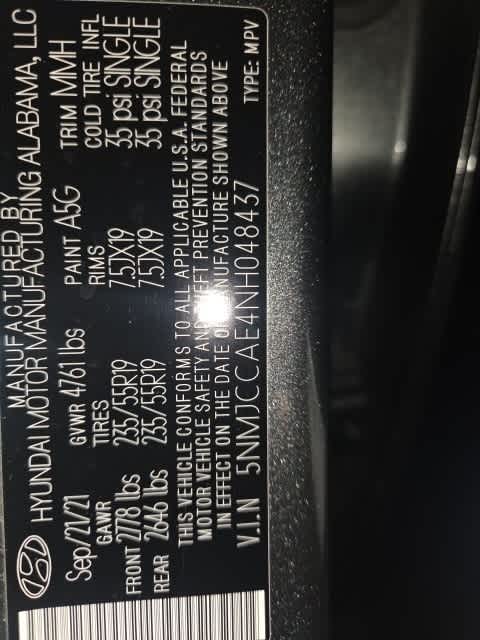 MANUFACTURED BY
HYUNDAI MOTOR MANUFACTURING ALABAMA, LLC
Sep/21/21 GVWR 4761 lbs PAINT A5G TRIM MMH
GAWR TIRES RIMS COLD TIRE INFL
FRONT 2778 lbs 235/55R19 7.5JX19 35 psi SINGLE
REAR 2646 lbs 235/55R19 7.5JX19 35 psi SINGLE
THIS VEHICLE CONFORMS TO ALL APPLICABLE U.S.A. FEDERAL
MOTOR VEHICLE SAFETY AND THEFT PREVENTION STANDARDS
IN EFFECT ON THE DATE OF MANUFACTURE SHOWN ABOVE
V.I.N 5NMJCCAE4NH048437 TYPE: MPV